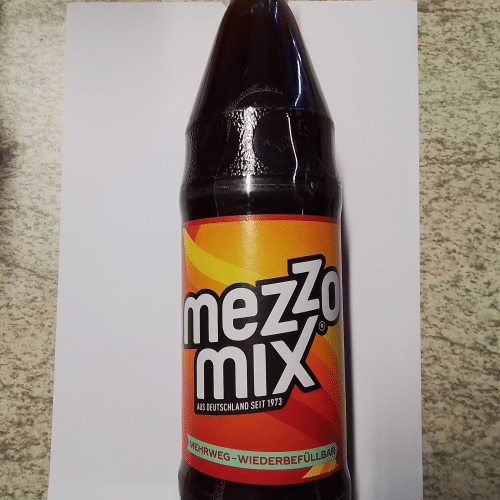 mezzo
mix®
AUS DEUTSCHLAND SEIT 1973
MEHRWEG-WIEDERBEFÜLLBAR